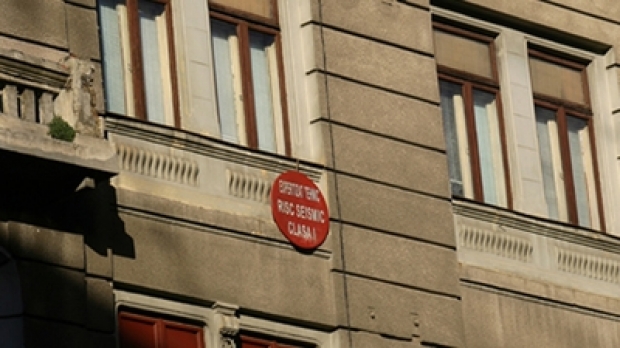 EXPERTIZAT TEHNIC
RISC SEISMIC
CLASA I